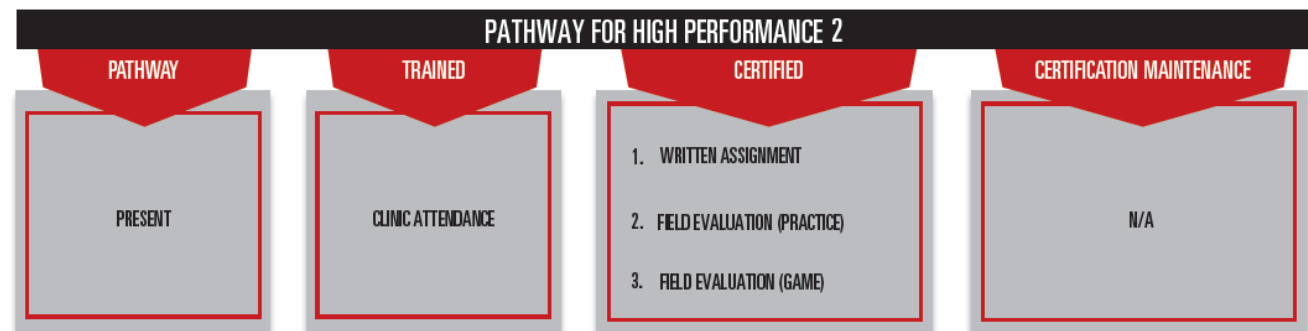 PATHWAY FOR HIGH PERFORMANCE 2
PATHWAY
TRAINED
CERTIFIED
CERTIFICATION MAINTENANCE
PRESENT
CLINIC ATTENDANCE
1. WRITTEN ASSIGNMENT
2. FIELD EVALUATION (PRACTICE)
3. FIELD EVALUATION (GAME)
N/A